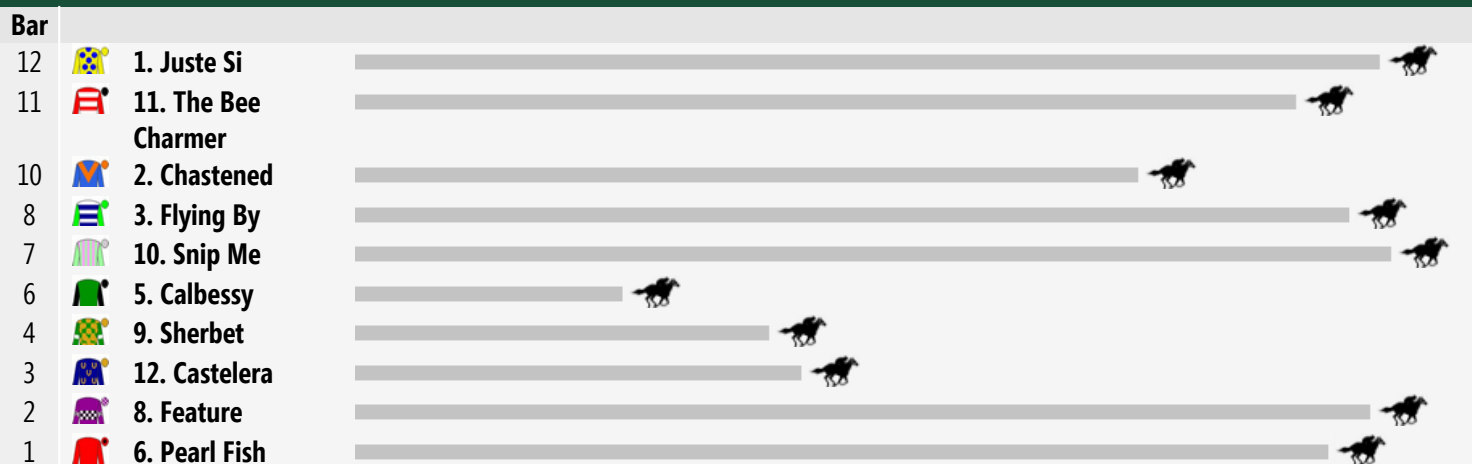 Bar
12 1. Juste Si
11 11. The Bee
Charmer
10 2. Chastened
8 3. Flying By
7 10. Snip Me
6 5. Calbessy
4 9. Sherbet
3 12. Castelera
2 8. Feature
1 6. Pearl Fish